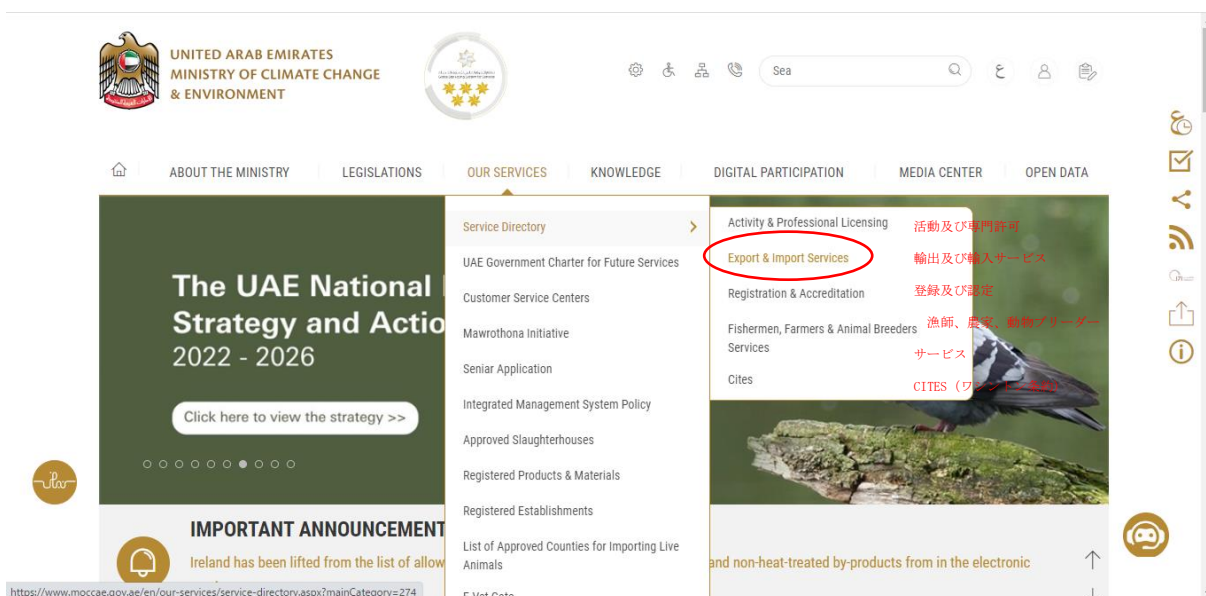 UNITED ARAB EMIRATES
MINISTRY OF CLIMATE CHANGE
& ENVIRONMENT
Sea
ع
ABOUT THE MINISTRY
LEGISLATIONS
OUR SERVICES
KNOWLEDGE
DIGITAL PARTICIPATION
MEDIA CENTER
OPEN DATA
The UAE National
Strategy and Actio
2022 - 2026
Click here to view the strategy >>
Service Directory
UAE Government Charter for Future Services
Customer Service Centers
Mawrothona Initiative
Seniar Application
Integrated Management System Policy
Approved Slaughterhouses
Registered Products & Materials
Registered Establishments
List of Approved Counties for Importing Live
Animals
Activity & Professional Licensing
活動及び専門許可
Export & Import Services
輸出及び輸入サービス
Registration & Accreditation
登録及び認定
Fishermen, Farmers & Animal Breeders
Services
漁師、農家、動物ブリーダー
サービス
Cites
CITES (ワシントン
IMPORTANT ANNOUNCEMENT
Ireland has been lifted from the list of allow
and non-heat-treated by-products from in the electronic
https://www.moccae.gov.ae/en/our-services/service-directory.aspx?mainCategory=274